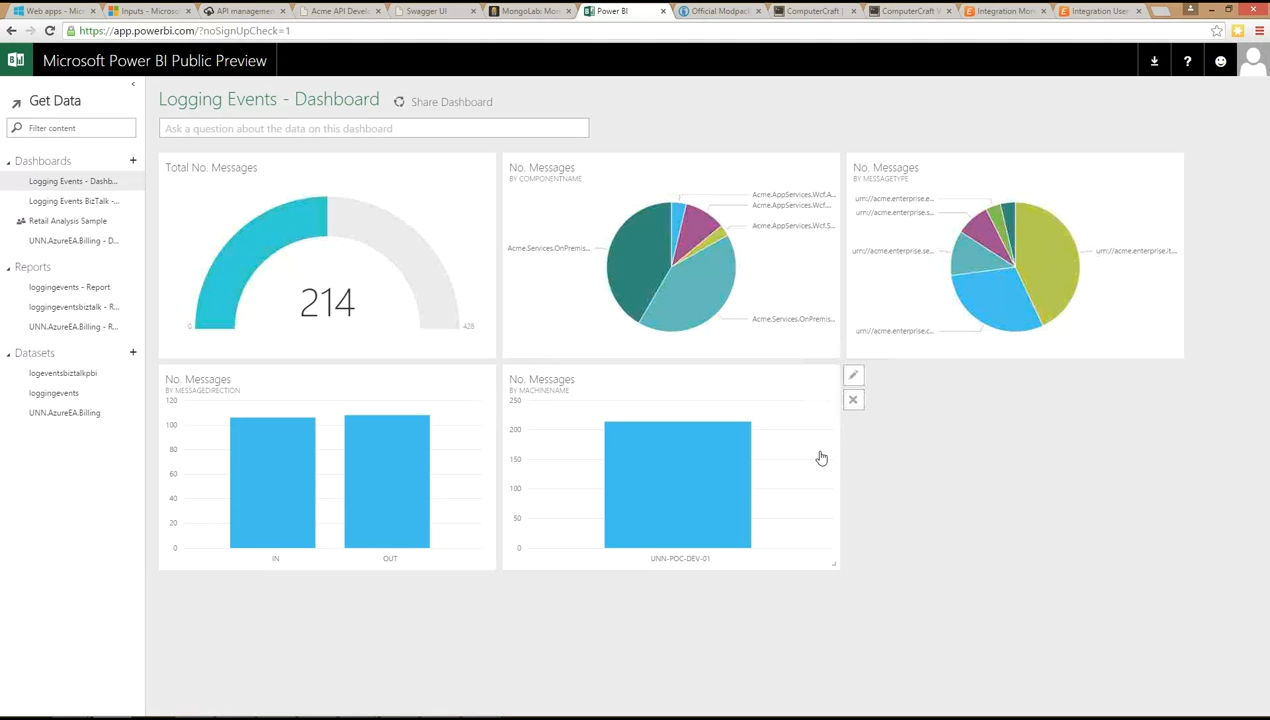 Web apps - Mic
Inputs - Microso
API managemen
Acme API Develo
Swagger UI
MongoLab: Mon
Power BI
Official Modpack
ComputerCraft |
ComputerCraft W
Integration Mon
Integration User
https://app.powerbi.com/?noSignUpCheck=1
Microsoft Power BI Public Preview
?
Get Data
Filter content
Dashboards
Logging Events - Dashb...
Logging Events BizTalk -...
Retail Analysis Sample
UNN.AzureEA.Billing - D...
Reports
loggingevents - Report
loggingeventsbiztalk - R...
UNN.AzureEA.Billing - R...
Datasets
logeventsbiztalkpbi
loggingevents
UNN.AzureEA.Billing
Logging Events - Dashboard
Share Dashboard
Ask a question about the data on this dashboard
Total No. Messages
214
0
428
No. Messages
BY COMPONENTNAME
Acme.AppServices.Wcf.A...
Acme.AppServices.Wcf...
Acme.AppServices.Wcf.S...
Acme.Services.OnPremis...
Acme.Services.OnPremis...
No. Messages
BY MESSAGETYPE
urn://acme.enterprise.e...
urn://acme.enterprise.s...
urn://acme.enterprise.se...
urn://acme.enterprise.it...
urn://acme.enterprise.c...
No. Messages
BY MESSAGEDIRECTION
120
100
80
60
40
20
0
IN
OUT
No. Messages
BY MACHINENAME
250
200
150
100
50
0
UNN-POC-DEV-01